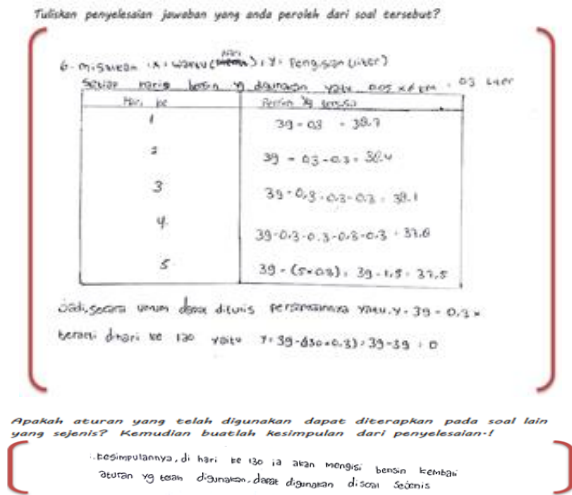 Tuliskan penyelesaian jawaban yang anda peroleh dari soal tersebut?
6. misalkan : x = waktu (hari), y = Pengisian (liter)
Setiap hari bensin yg digunakan yaitu 0.05 x 6 km = 0.3 liter
Hari ke Bensin yg tersisa
1 39 - 0.3 = 38.7
2 39 - 0.3 - 0.3 = 38.4
3 39 - 0.3 - 0.3 - 0.3 = 38.1
4. 39 - 0.3 - 0.3 - 0.3 - 0.3 = 37.8
5 39 - (5 x 0.3) = 39 - 1.5 = 37.5
Jadi, secara umum dapat ditulis persamaannya yaitu, y = 39 - 0.3 x
berarti dihari ke 130 yaitu y = 39 - (130 x 0.3) = 39 - 39 = 0
Apakah aturan yang telah digunakan dapat diterapkan pada soal lain
yang sejenis? Kemudian buatlah kesimpulan dari penyelesaian.!
kesimpulannya, di hari ke 130 ia akan mengisi bensin kembali
aturan yg telah digunakan, dapat digunakan disoal sejenis